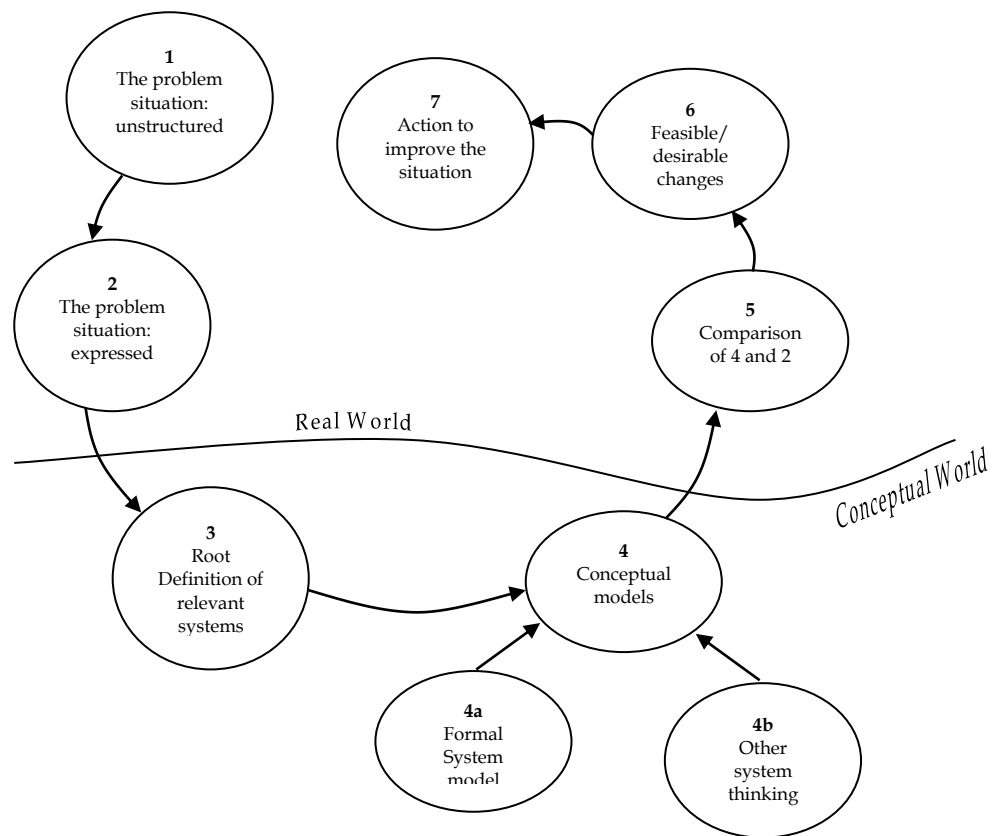 1
The problem
situation:
unstructured
2
The problem
situation:
expressed
Real World
3
Root
Definition of
relevant
systems
4
Conceptual
models
4a
Formal
System
model
4b
Other
system
thinking
Conceptual World
5
Comparison
of 4 and 2
6
Feasible/
desirable
changes
7
Action to
improve the
situation